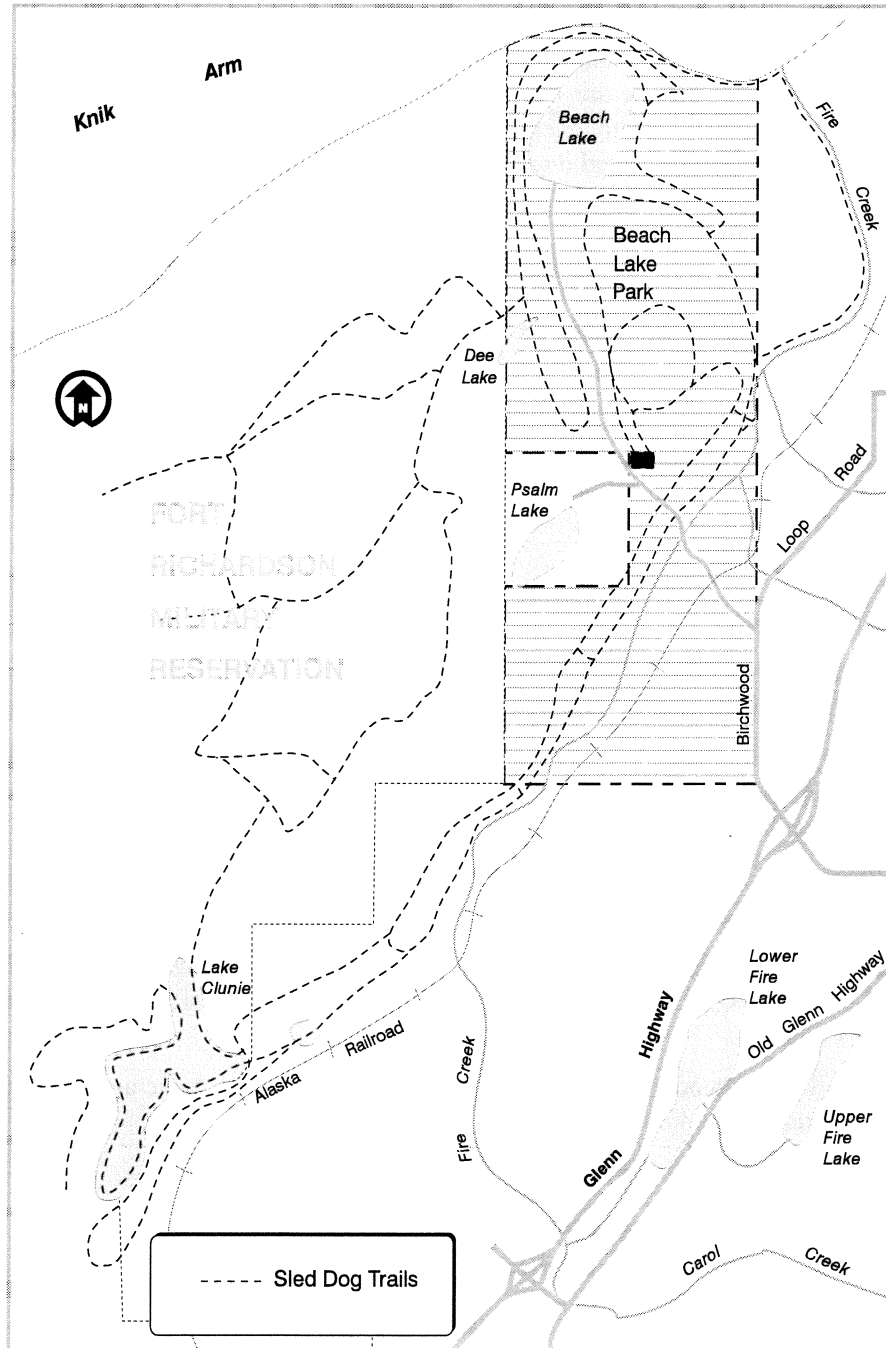 Knik Arm
Beach
Lake
Fire
Creek
Beach
Lake
Park
Dee
Lake
N
Psalm
Lake
Loop Road
FORT
RICHARDSON
MILITARY
RESERVATION
Birchwood
Lake
Clunie
Lower
Fire
Lake
Highway
Old Glenn Highway
Alaska Railroad
Fire Creek
Upper
Fire
Lake
Glenn
Carol Creek
Sled Dog Trails